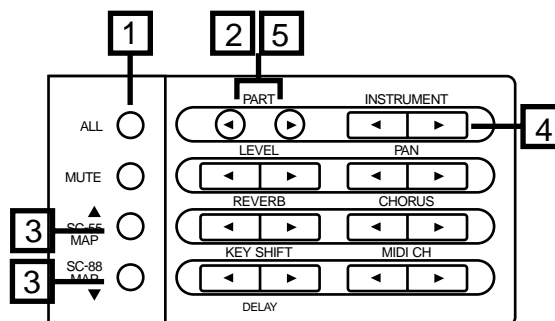 1
2 5
PART
INSTRUMENT
ALL
4
LEVEL
PAN
MUTE
REVERB
CHORUS
3
SC-55
MAP
KEY SHIFT
MIDI CH
3
SC-88
MAP
DELAY